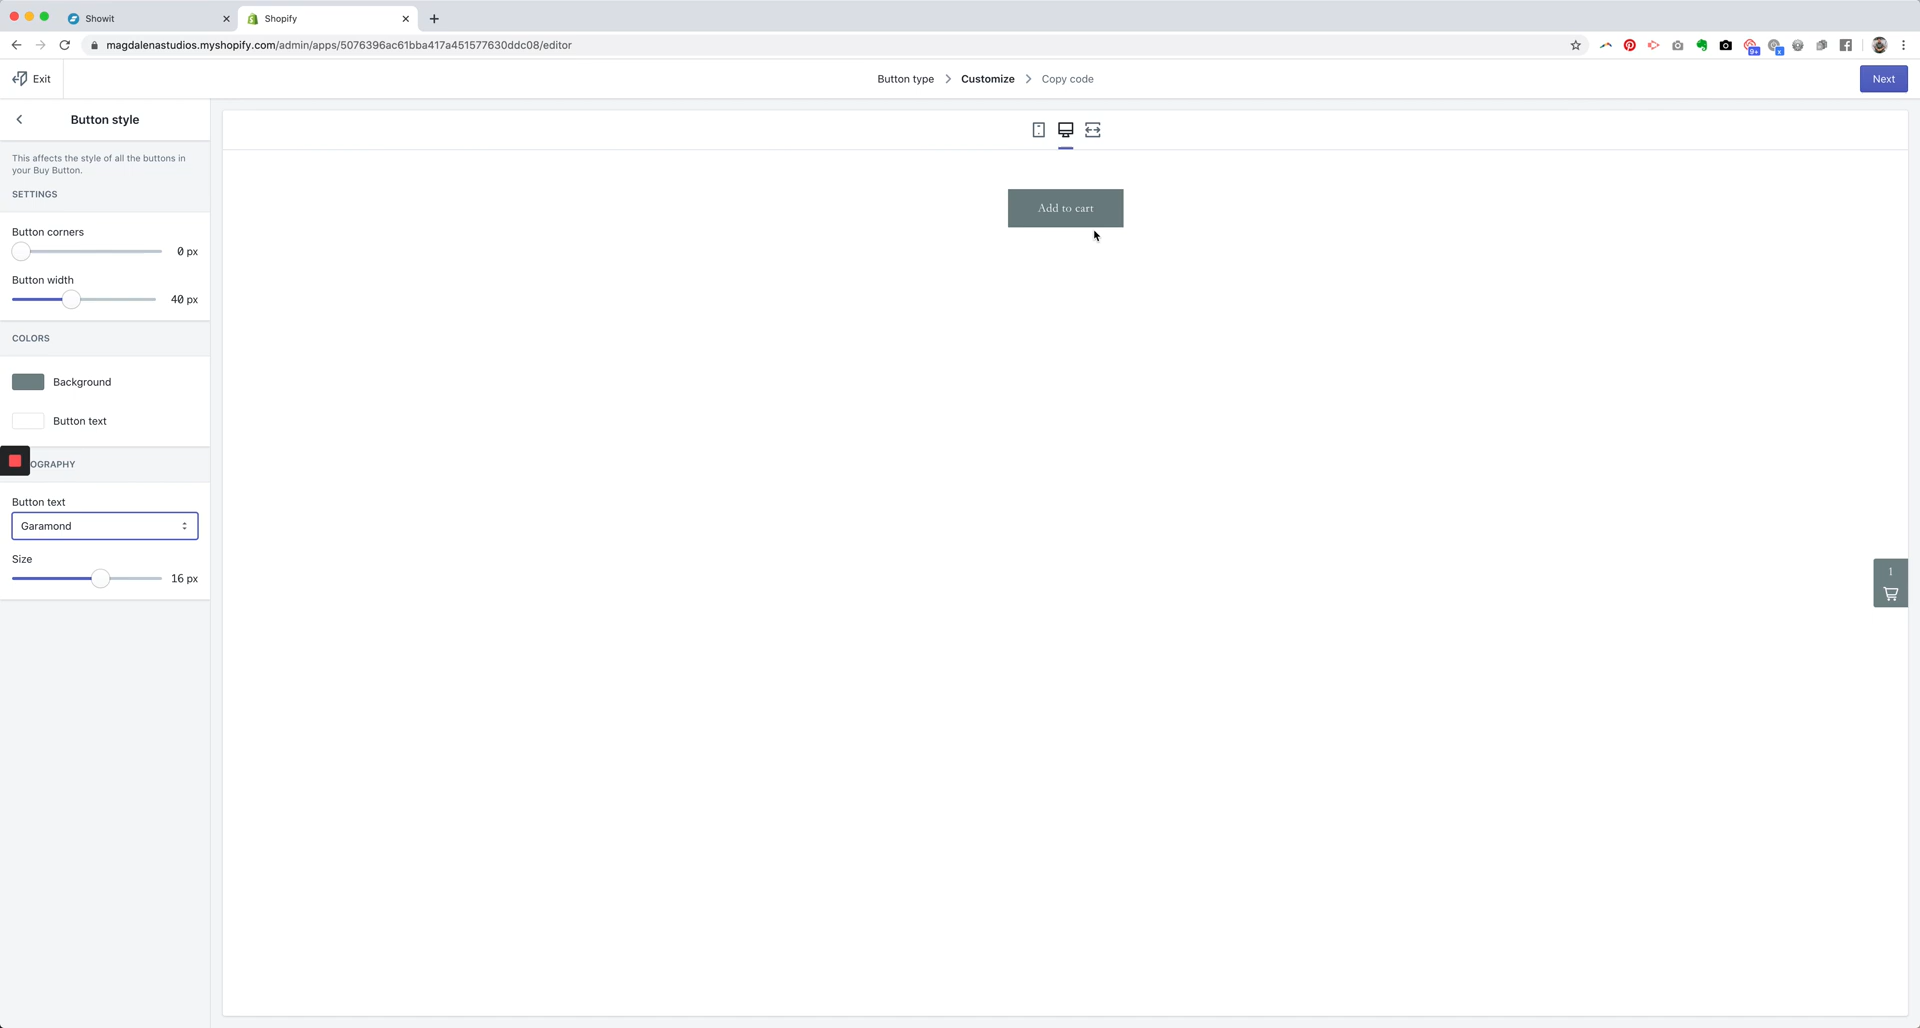 Showit
Shopify
magdalenastudios.myshopify.com/admin/apps/5076396ac61bba417a451577630ddc08/editor
9+
x
Exit
Button type
Customize
Copy code
Next
Button style
This affects the style of all the buttons in
your Buy Button.
SETTINGS
Button corners
0 px
Button width
40 px
COLORS
Background
Button text
OGRAPHY
Button text
Garamond
Size
16 px
Add to cart
1